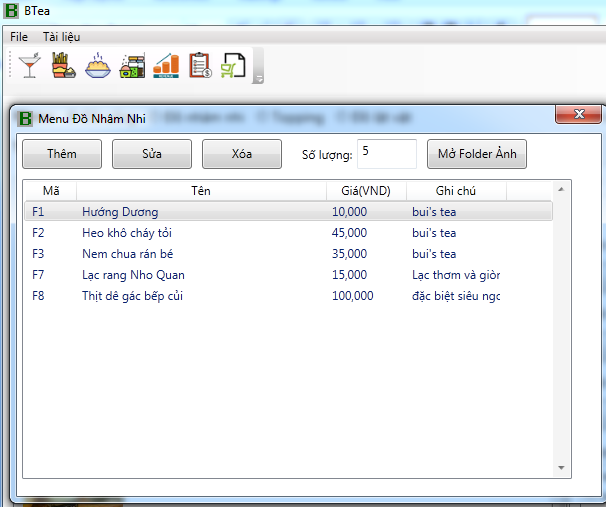 BTea
File Tài liệu
Menu Đồ Nhâm Nhi
Thêm Sửa Xóa Số lượng: 5 Mở Folder Ảnh
Mã Tên Giá(VND) Ghi chú
F1 Hướng Dương 10,000 bui's tea
F2 Heo khô cháy tỏi 45,000 bui's tea
F3 Nem chua rán bé 35,000 bui's tea
F7 Lạc rang Nho Quan 15,000 Lạc thơm và giòn
F8 Thịt dê gác bếp củi 100,000 đặc biệt siêu ngo